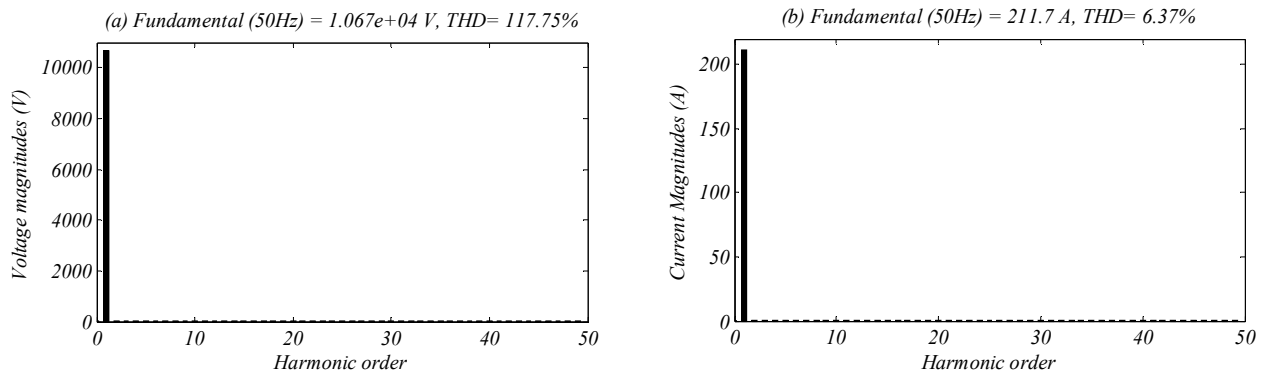 (a) Fundamental (50Hz) = 1.067e+04 V, THD= 117.75%
10000
8000
6000
4000
2000
0
Voltage magnitudes (V)
0 10 20 30 40 50
Harmonic order
(b) Fundamental (50Hz) = 211.7 A, THD= 6.37%
200
150
100
50
0
Current Magnitudes (A)
0 10 20 30 40 50
Harmonic order